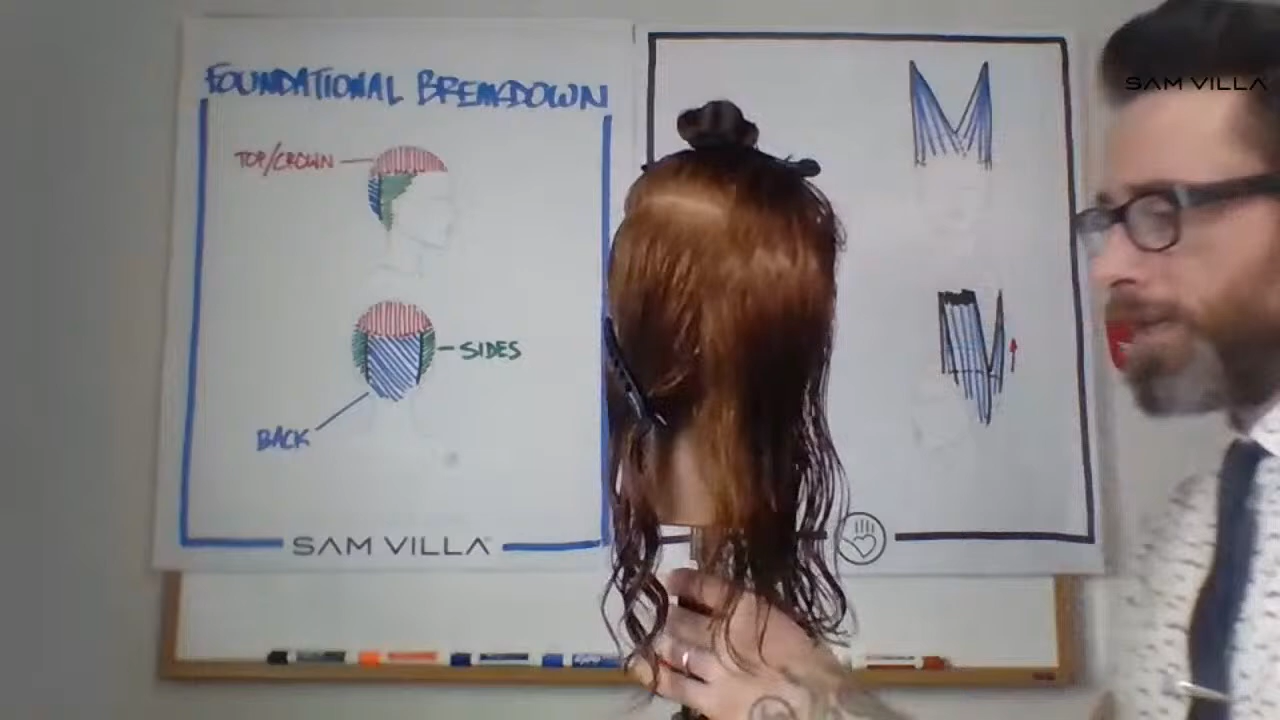 FOUNDATIONAL BREAKDOWN
TOP/CROWN
SIDES
BACK
SAM VILLA
SAM VILLA